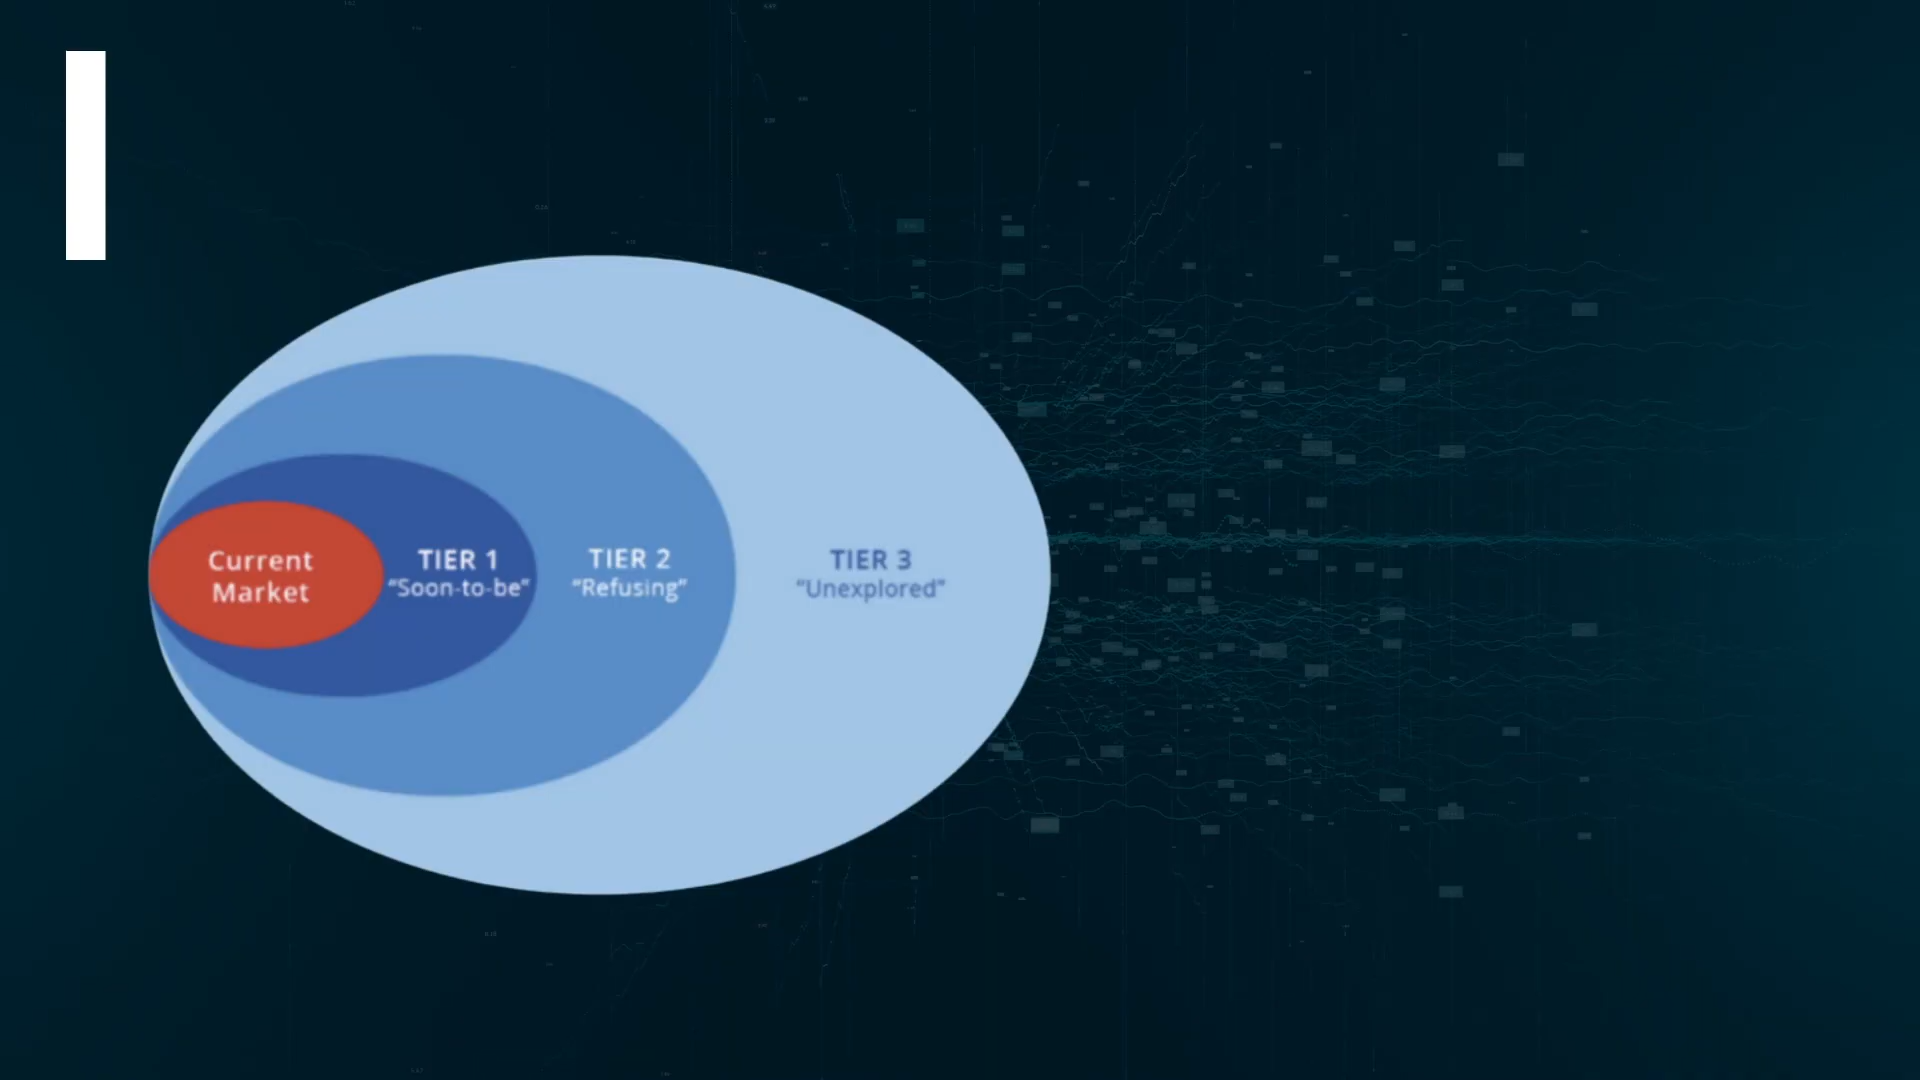 Current
Market
TIER 1
“Soon-to-be”
TIER 2
“Refusing”
TIER 3
“Unexplored”